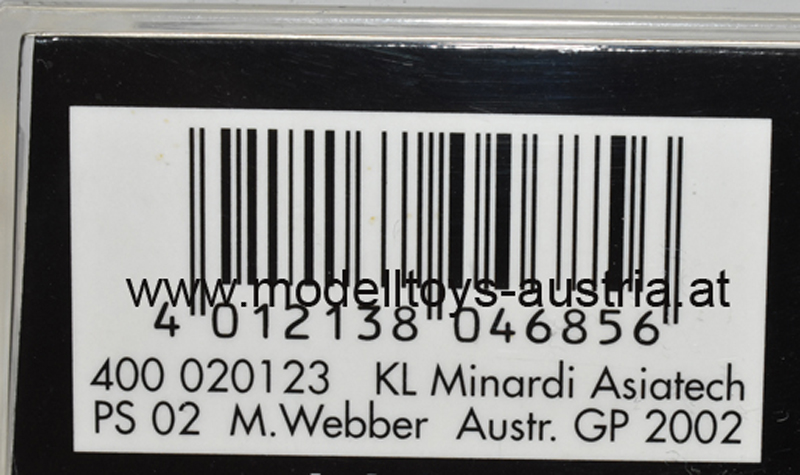 www.modelltoys-austria.at
4 012138 046856
400 020123 KL Minardi Asiatech
PS 02 M.Webber Austr. GP 2002